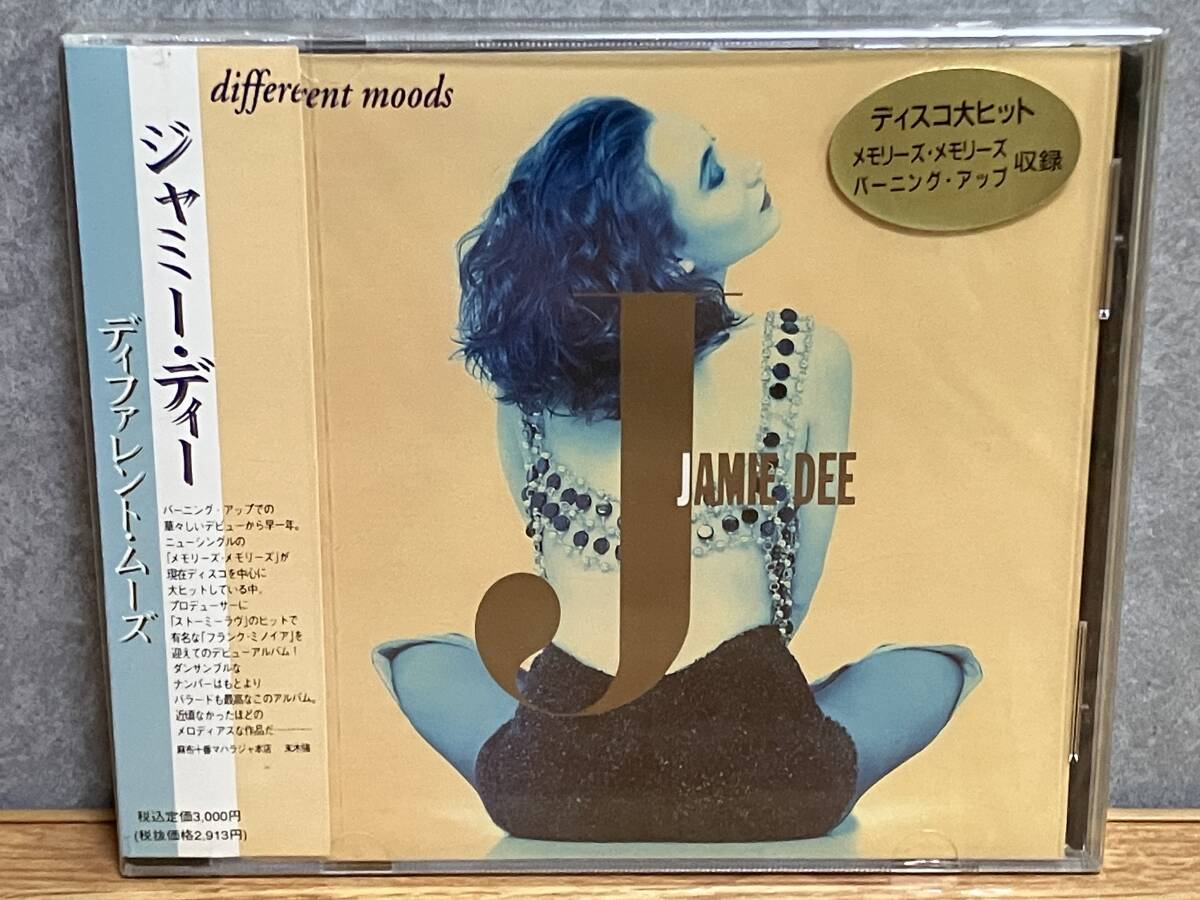 different moods
ディスコ大ヒット
メモリーズ・メモリーズ
バーニング・アップ
収録
J
JAMIE DEE
ジャミー・ディー
ディファレント・ムーズ
バーニング・アップでの
華々しいデビューから早一年。
ニューシングルの
「メモリーズ・メモリーズ」が
現在ディスコを中心に
大ヒットしている中。
プロデューサーに
「ストーミーラヴ」のヒットで
有名な「フランク・ミノイア」を
迎えてのデビューアルバム!
ダンサンブルな
ナンバーはもとより
バラードも最高なこのアルバム。
近頃なかったほどの
メロディアスな作品だ————
麻布十番マハラジャ本店
税込定価3,000円
(税抜価格2,913円)